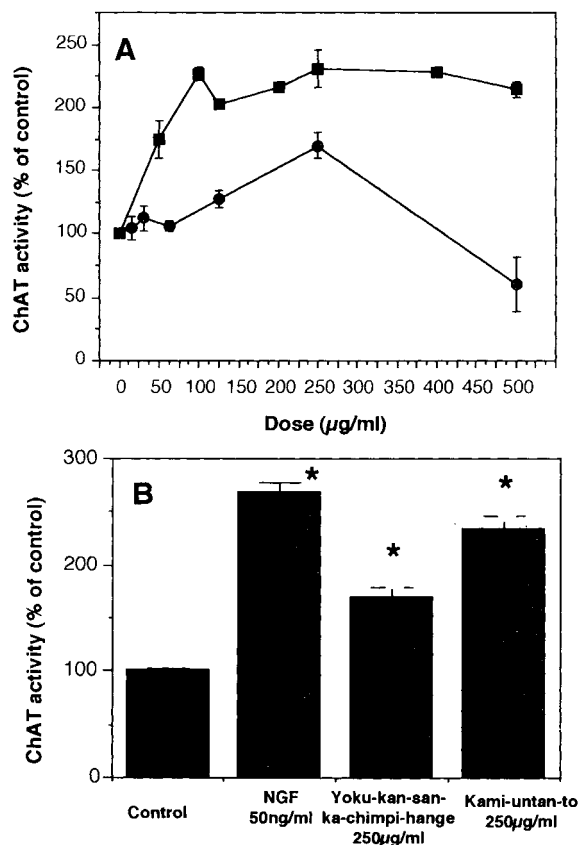 A
ChAT activity (% of control)
250
200
150
100
50
0
0 50 100 150 200 250 300 350 400 450 500
Dose (µg/ml)
B
ChAT activity (% of control)
300
200
100
0
*
*
*
Control
NGF
50ng/ml
Yoku-kan-san-
ka-chimpi-hange
250µg/ml
Kami-untan-to
250µg/ml